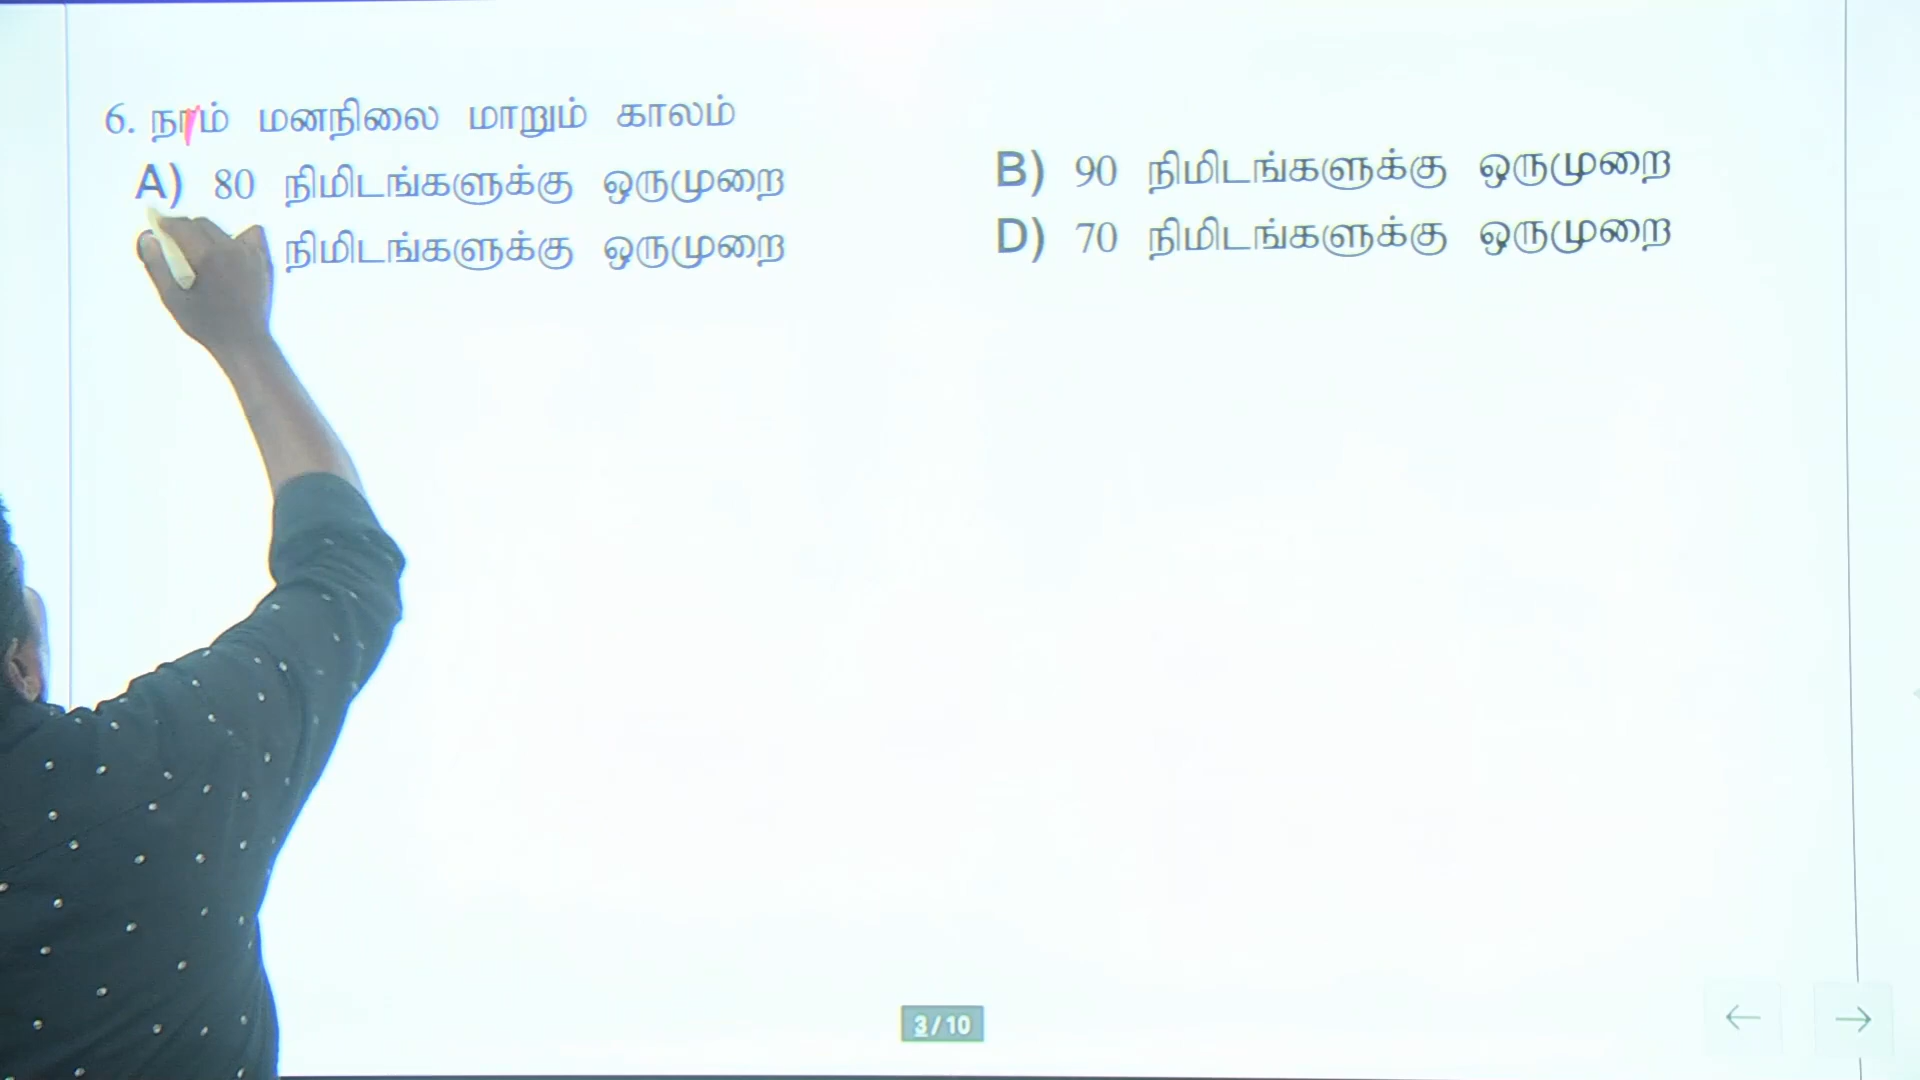 6. நாம் மனநிலை மாறும் காலம்
A) 80 நிமிடங்களுக்கு ஒருமுறை
B) 90 நிமிடங்களுக்கு ஒருமுறை
நிமிடங்களுக்கு ஒருமுறை
D) 70 நிமிடங்களுக்கு ஒருமுறை
3/10